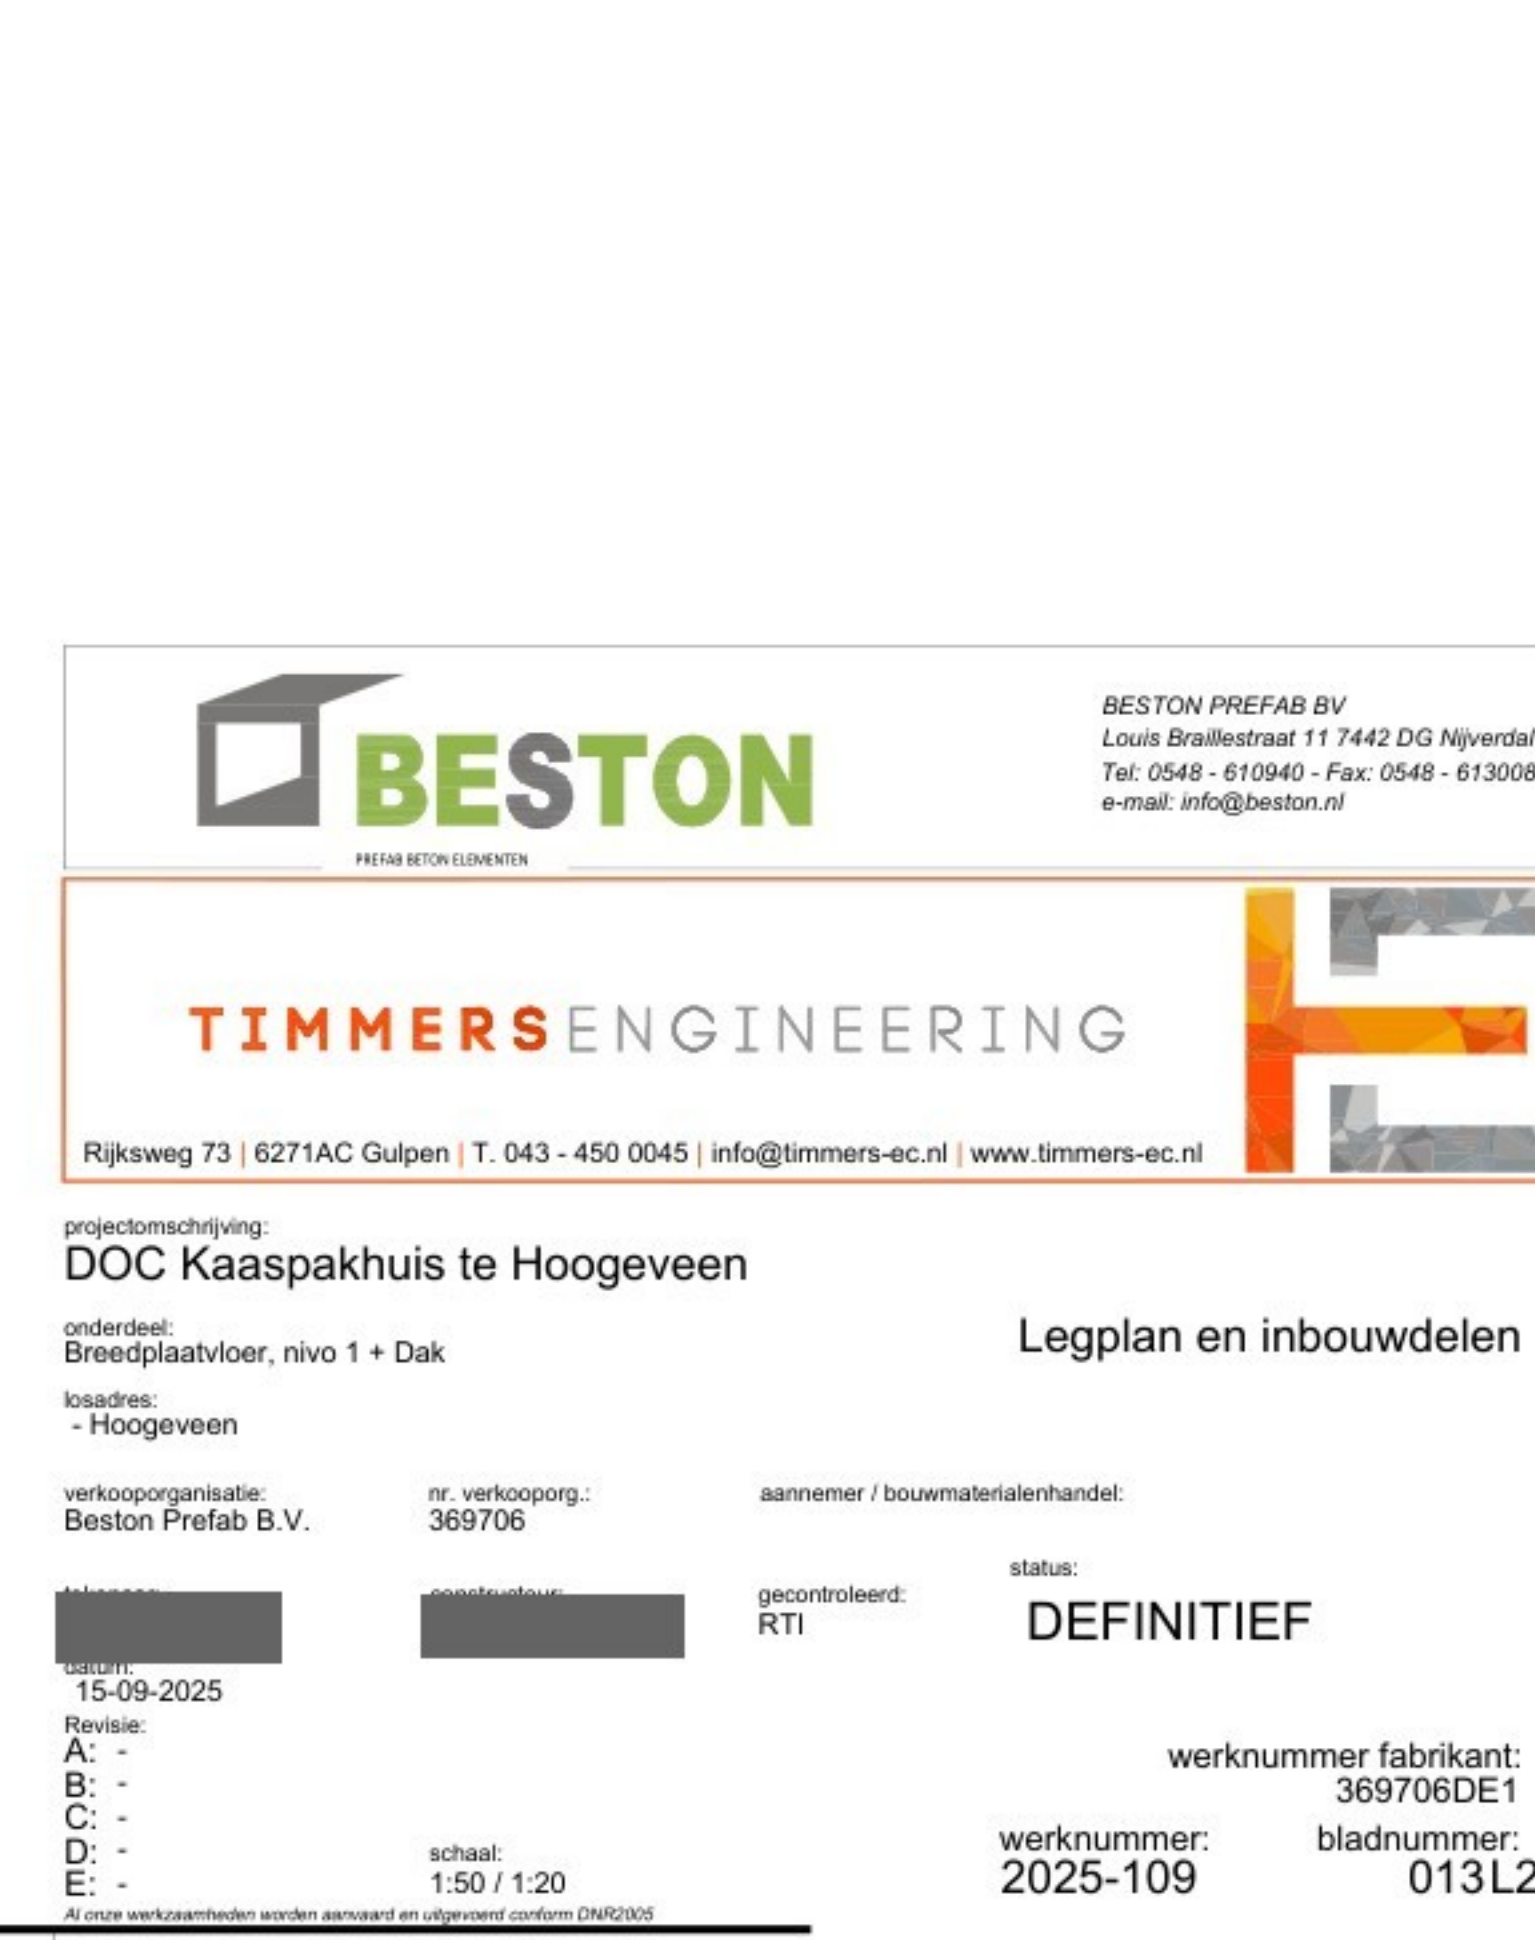 BESTON
PREFAB BETON ELEMENTEN
BESTON PREFAB BV
Louis Braillestraat 11 7442 DG Nijverdal
Tel: 0548 - 610940 - Fax: 0548 - 613008
e-mail: info@beston.nl
TIMMERSENGINEERING
Rijksweg 73 | 6271AC Gulpen | T. 043 - 450 0045 | info@timmers-ec.nl | www.timmers-ec.nl
projectomschrijving:
DOC Kaaspakhuis te Hoogeveen
onderdeel:
Breedplaatvloer, nivo 1 + Dak
Legplan en inbouwdelen
losadres:
- Hoogeveen
verkooporganisatie:
Beston Prefab B.V.
nr. verkooporg.:
369706
aannemer / bouwmaterialenhandel:
gecontroleerd:
RTI
status:
DEFINITIEF
datum:
15-09-2025
Revisie:
A: -
B: -
C: -
D: -
E: -
schaal:
1:50 / 1:20
werknummer fabrikant:
369706DE1
werknummer:
2025-109
bladnummer:
013L2
Al onze werkzaamheden worden aanvaard en uitgevoerd conform DNR2005